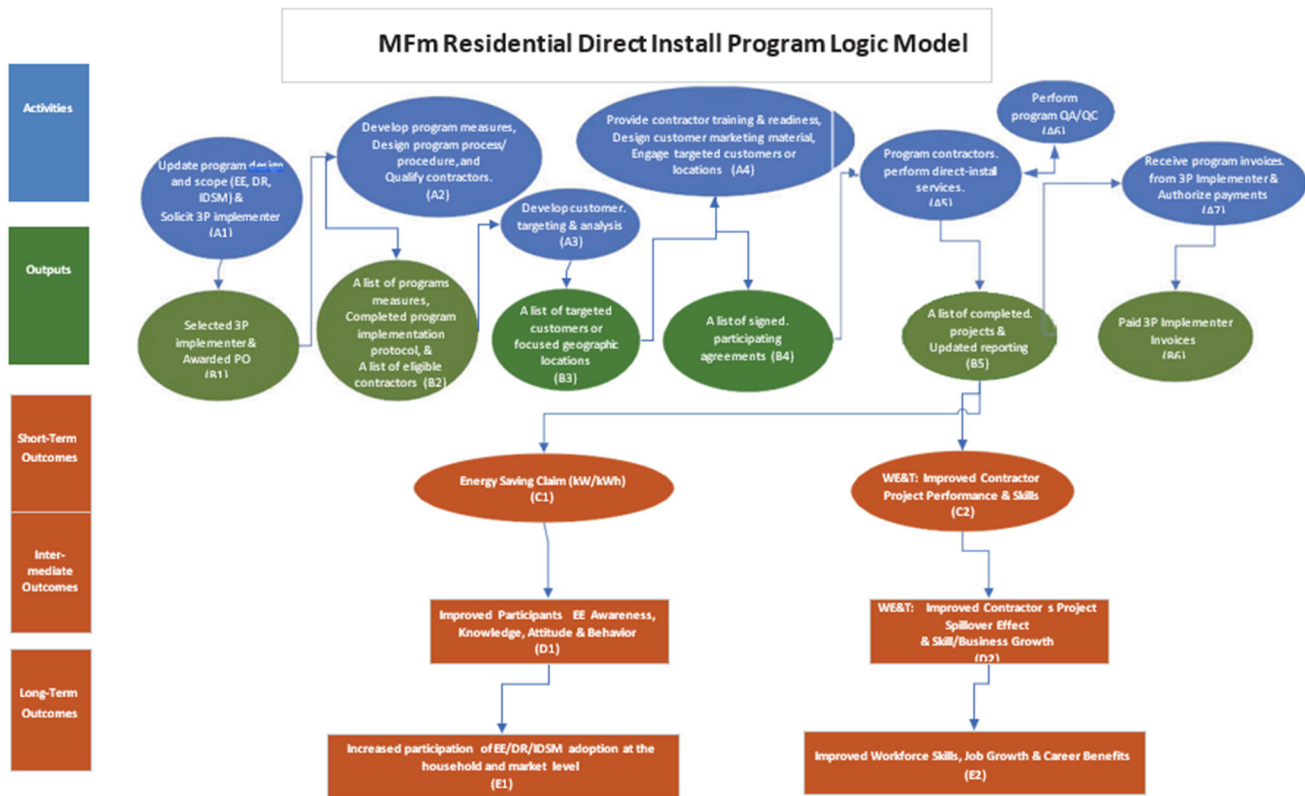 MFm Residential Direct Install Program Logic Model
Activities
Update program design
and scope (EE, DR,
IDSM) &
Solicit 3P implementer
(A1)
Develop program measures,
Design program process/
procedure, and
Qualify contractors.
(A2)
Develop customer.
targeting & analysis
(A3)
Provide contractor training & readiness,
Design customer marketing material,
Engage targeted customers or
locations (A4)
Program contractors.
perform direct-install
services.
(A5)
Perform
program QA/QC
(A6)
Receive program invoices.
from 3P Implementer &
Authorize payments
(A7)
Outputs
Selected 3P
implementer &
Awarded PO
(B1)
A list of programs
measures,
Completed program
implementation
protocol, &
A list of eligible
contractors (B2)
A list of targeted
customers or
focused geographic
locations
(B3)
A list of signed.
participating
agreements (B4)
A list of completed.
projects &
Updated reporting
(B5)
Paid 3P Implementer
Invoices
(B6)
Short-Term
Outcomes
Energy Saving Claim (kW/kWh)
(C1)
WE&T: Improved Contractor
Project Performance & Skills
(C2)
Inter-
mediate
Outcomes
Improved Participants EE Awareness,
Knowledge, Attitude & Behavior
(D1)
WE&T: Improved Contractor s Project
Spillover Effect
& Skill/Business Growth
(D2)
Long-Term
Outcomes
Increased participation of EE/DR/IDSM adoption at the
household and market level
(E1)
Improved Workforce Skills, Job Growth & Career Benefits
(E2)